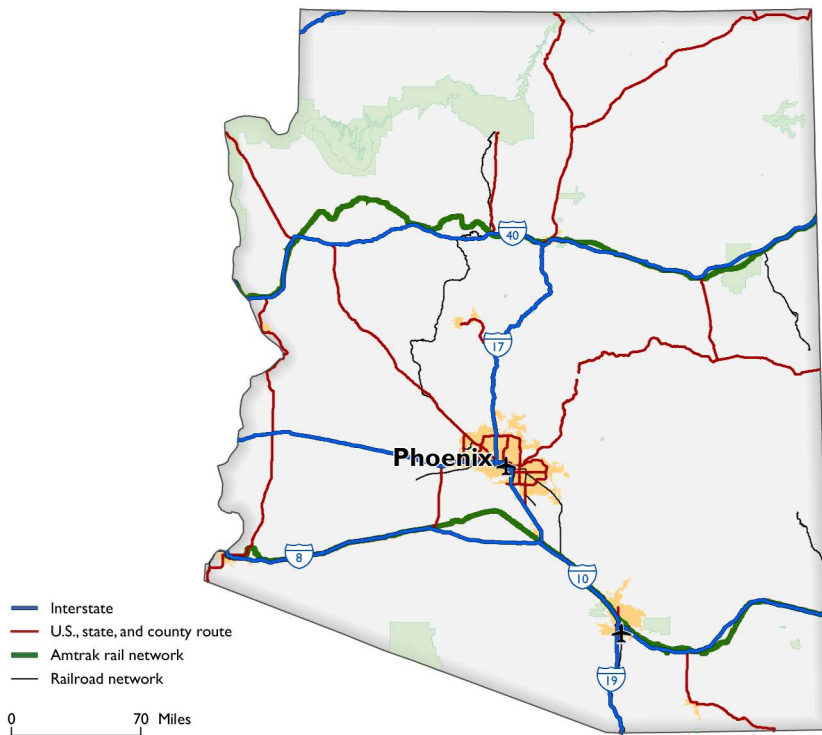 40
17
Phoenix
8
10
19
Interstate
U.S., state, and county route
Amtrak rail network
Railroad network
0 70 Miles